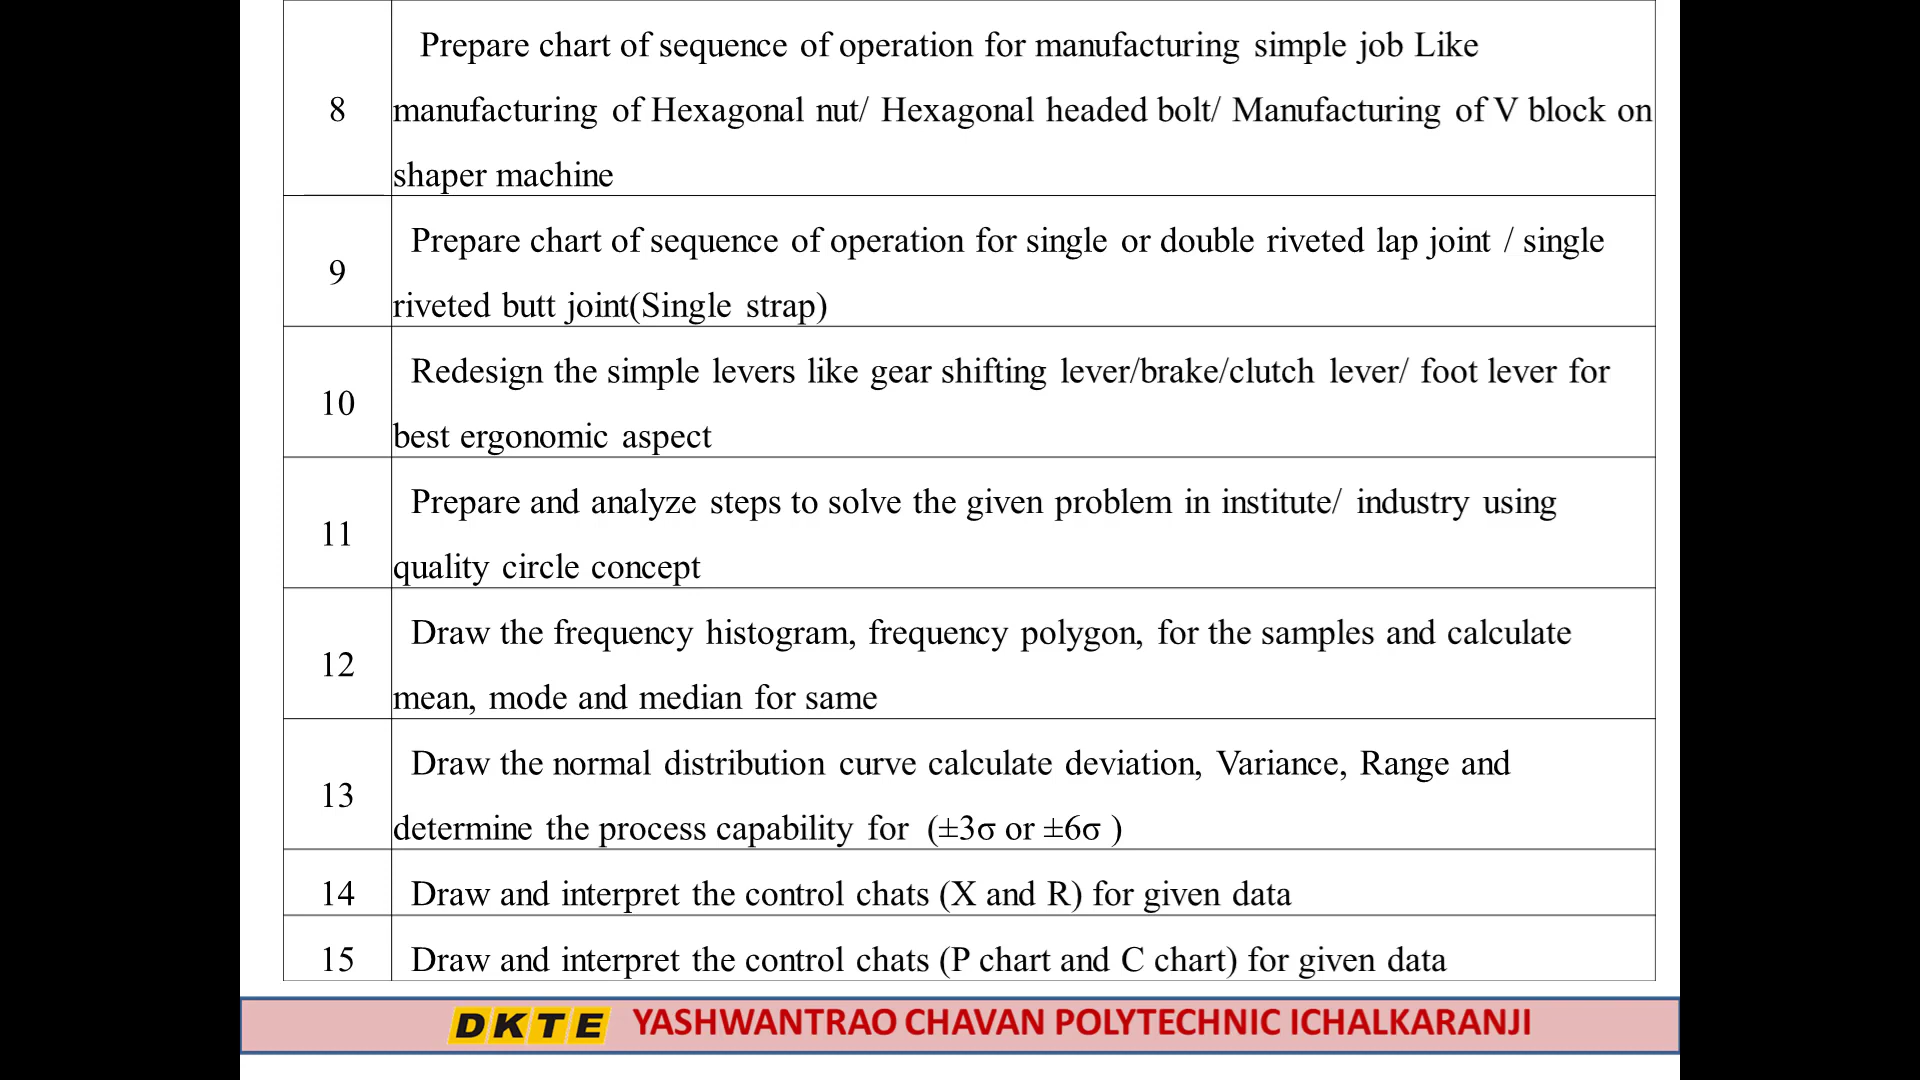 Prepare chart of sequence of operation for manufacturing simple job Like
8 manufacturing of Hexagonal nut/ Hexagonal headed bolt/ Manufacturing of V block on
shaper machine
Prepare chart of sequence of operation for single or double riveted lap joint / single
9
riveted butt joint(Single strap)
Redesign the simple levers like gear shifting lever/brake/clutch lever/ foot lever for
10
best ergonomic aspect
Prepare and analyze steps to solve the given problem in institute/ industry using
11
quality circle concept
Draw the frequency histogram, frequency polygon, for the samples and calculate
12
mean, mode and median for same
Draw the normal distribution curve calculate deviation, Variance, Range and
13
determine the process capability for (±3σ or ±6σ )
14 Draw and interpret the control chats (X and R) for given data
15 Draw and interpret the control chats (P chart and C chart) for given data
DKTE YASHWANTRAO CHAVAN POLYTECHNIC ICHALKARANJI